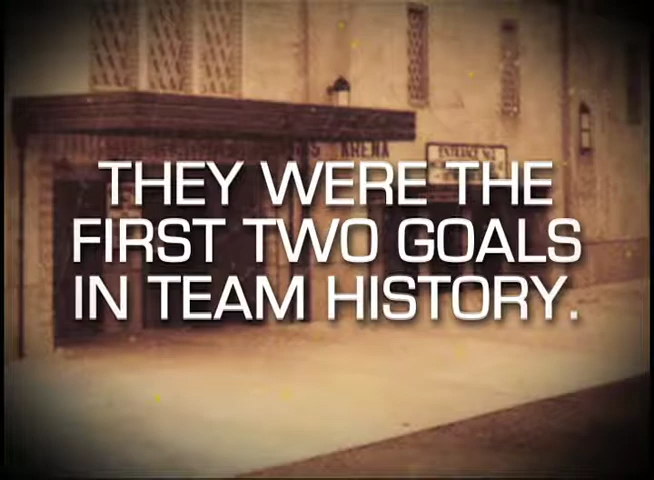 THEY WERE THE
FIRST TWO GOALS
IN TEAM HISTORY.
ARENA